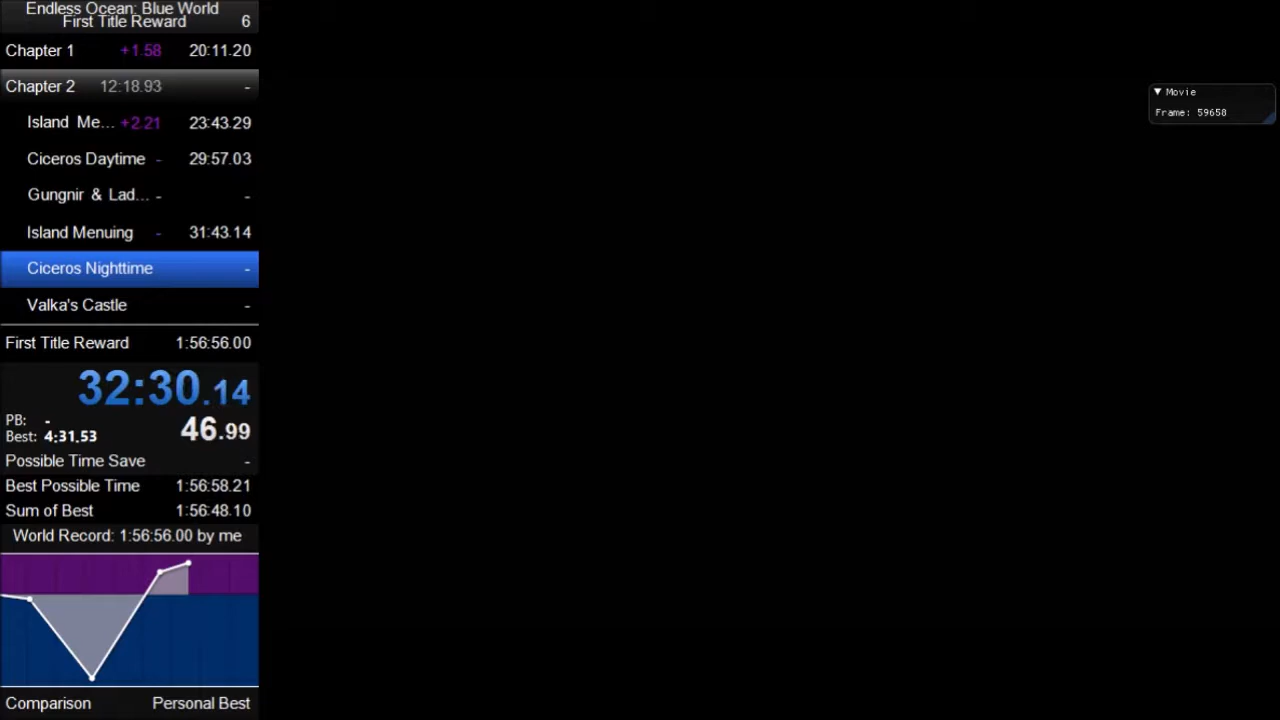 Endless Ocean: Blue World
First Title Reward 6
Chapter 1 +1.58 20:11.20
Chapter 2 12:18.93 -
Island Me... +2.21 23:43.29
Ciceros Daytime - 29:57.03
Gungnir & Lad... - -
Island Menuing - 31:43.14
Ciceros Nighttime -
Valka's Castle -
First Title Reward 1:56:56.00
32:30.14
PB: -
Best: 4:31.53
46.99
Possible Time Save -
Best Possible Time 1:56:58.21
Sum of Best 1:56:48.10
World Record: 1:56:56.00 by me
Comparison Personal Best
▼ Movie
Frame: 59658